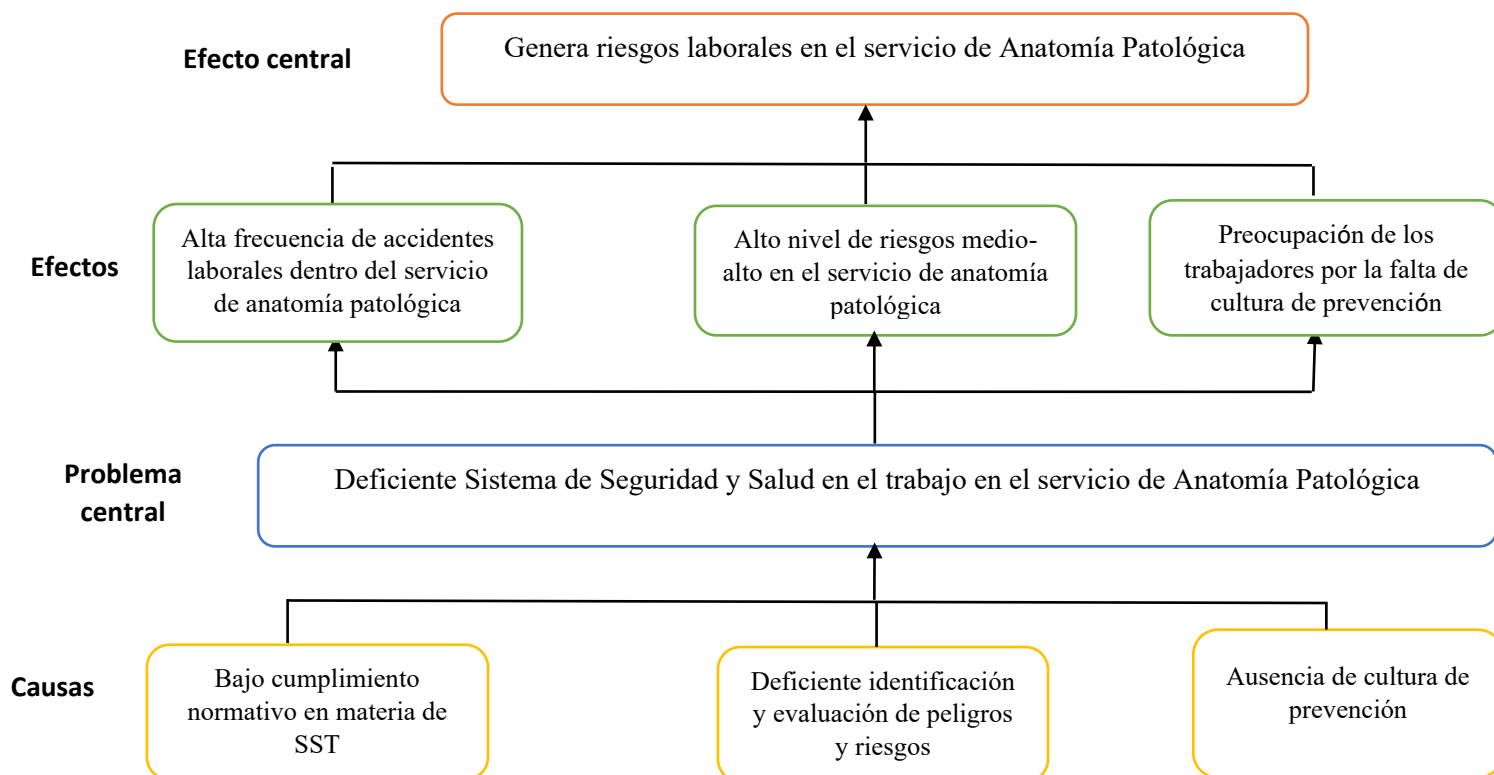 Efecto central
Genera riesgos laborales en el servicio de Anatomía Patológica
Efectos
Alta frecuencia de accidentes
laborales dentro del servicio
de anatomía patológica
Alto nivel de riesgos medio-
alto en el servicio de anatomía
patológica
Preocupación de los
trabajadores por la falta de
cultura de prevención
Problema
central
Deficiente Sistema de Seguridad y Salud en el trabajo en el servicio de Anatomía Patológica
Causas
Bajo cumplimiento
normativo en materia de
SST
Deficiente identificación
y evaluación de peligros
y riesgos
Ausencia de cultura de
prevención